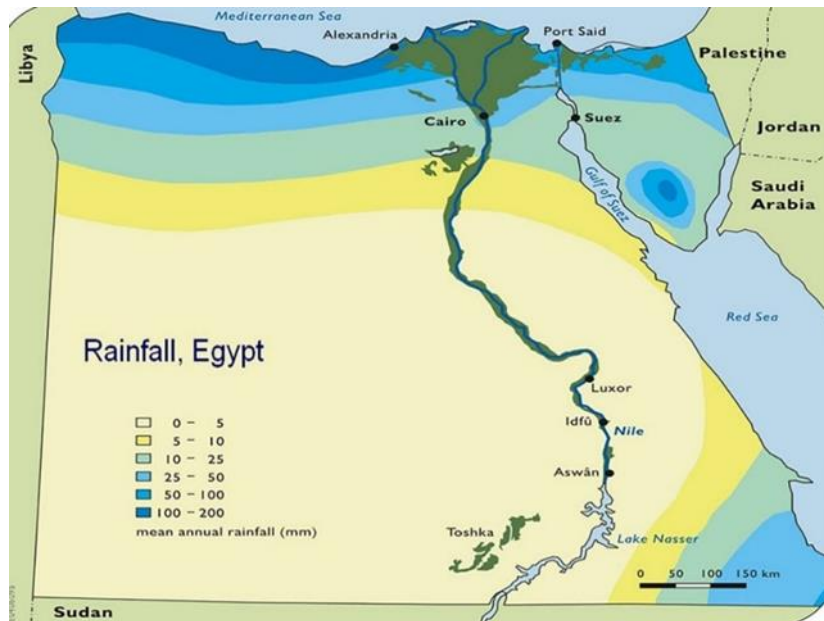 Mediterranean Sea
Alexandria
Port Said
Libya
Palestine
Cairo
Suez
Jordan
Gulf of Suez
Saudi
Arabia
Red Sea
Rainfall, Egypt
Luxor
Idfû
Nile
Aswân
0 – 5
5 – 10
10 – 25
25 – 50
50 – 100
100 – 200
mean annual rainfall (mm)
Toshka
Lake Nasser
0 50 100 150 km
Sudan